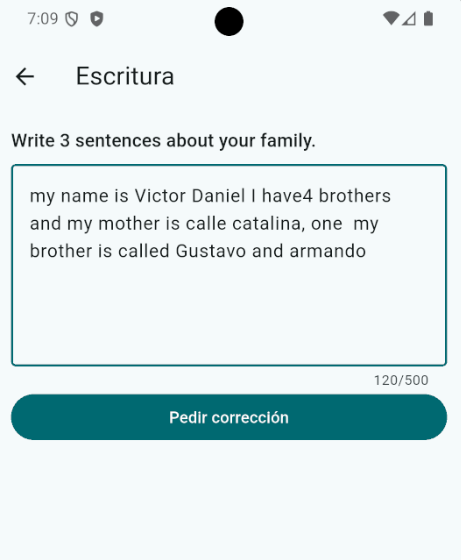 7:09
Escritura
Write 3 sentences about your family.
my name is Victor Daniel I have4 brothers
and my mother is calle catalina, one  my
brother is called Gustavo and armando
120/500
Pedir corrección